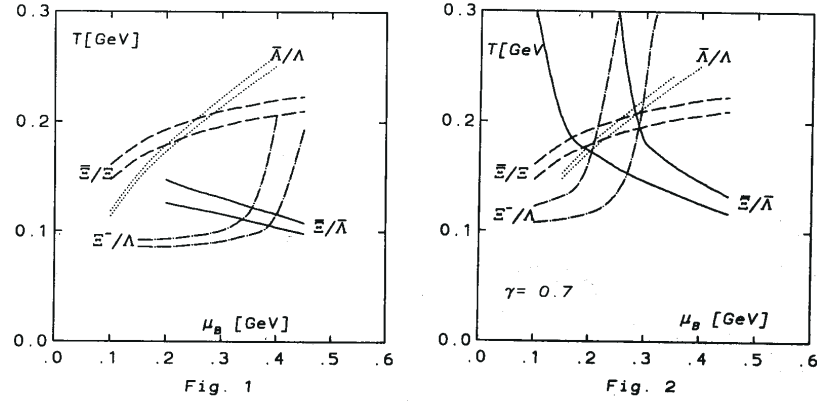 0.3
T[GeV]
Λ̄/Λ
0.2
Ξ̄/Ξ⁻
0.1
Ξ⁻/Λ
Ξ̄/Λ̄
μB [GeV]
0.0
.0 .1 .2 .3 .4 .5 .6
Fig. 1
0.3
T[GeV
Λ̄/Λ
0.2
Ξ̄/Ξ⁻
Ξ̄/Λ̄
Ξ⁻/Λ
0.1
γ= 0.7
μB [GeV]
0.0
.0 .1 .2 .3 .4 .5 .6
Fig. 2